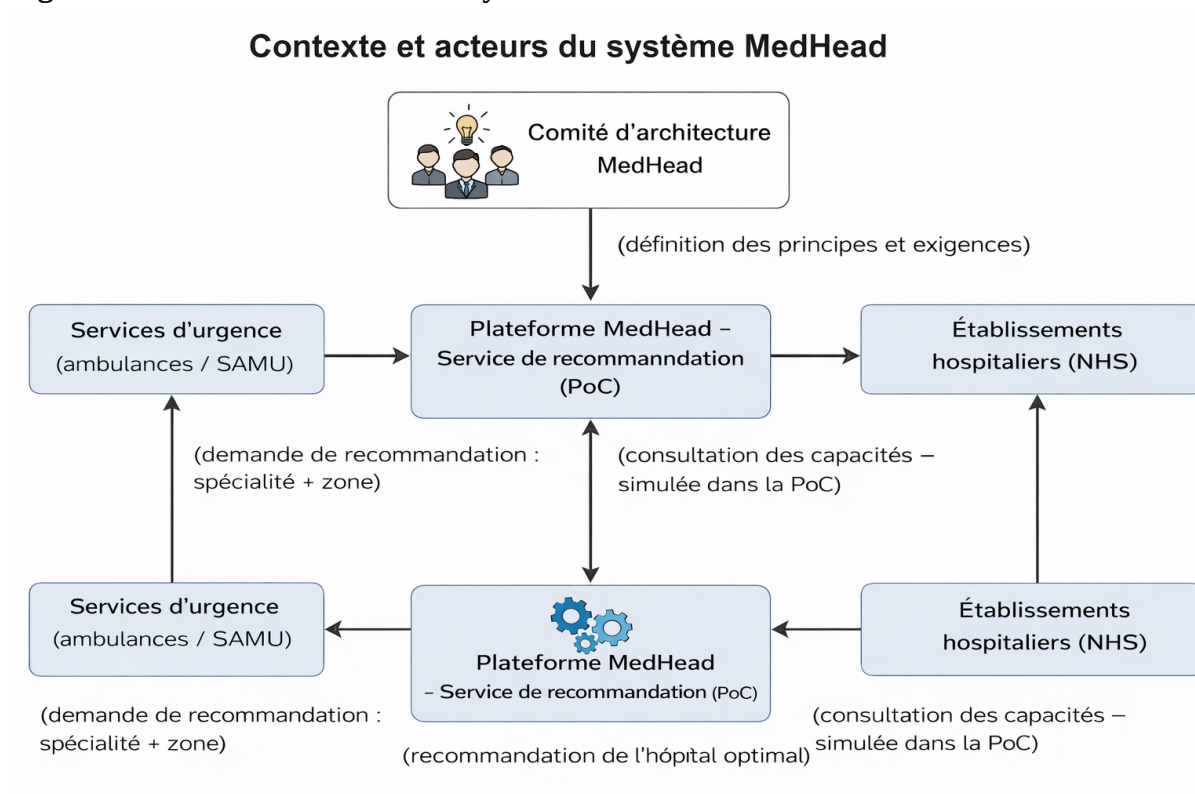 Contexte et acteurs du système MedHead
Comité d'architecture
MedHead
(définition des principes et exigences)
Services d'urgence
(ambulances / SAMU)
Plateforme MedHead –
Service de recommanndation
(PoC)
Établissements
hospitaliers (NHS)
(demande de recommandation :
spécialité + zone)
(consultation des capacités –
simulée dans la PoC)
Services d'urgence
(ambulances / SAMU)
Plateforme MedHead
– Service de recommandation (PoC)
Établissements
hospitaliers (NHS)
(demande de recommandation :
spécialité + zone)
(recommandation de l'hópital optimal)
(consultation des capacités –
simulée dans la PoC)